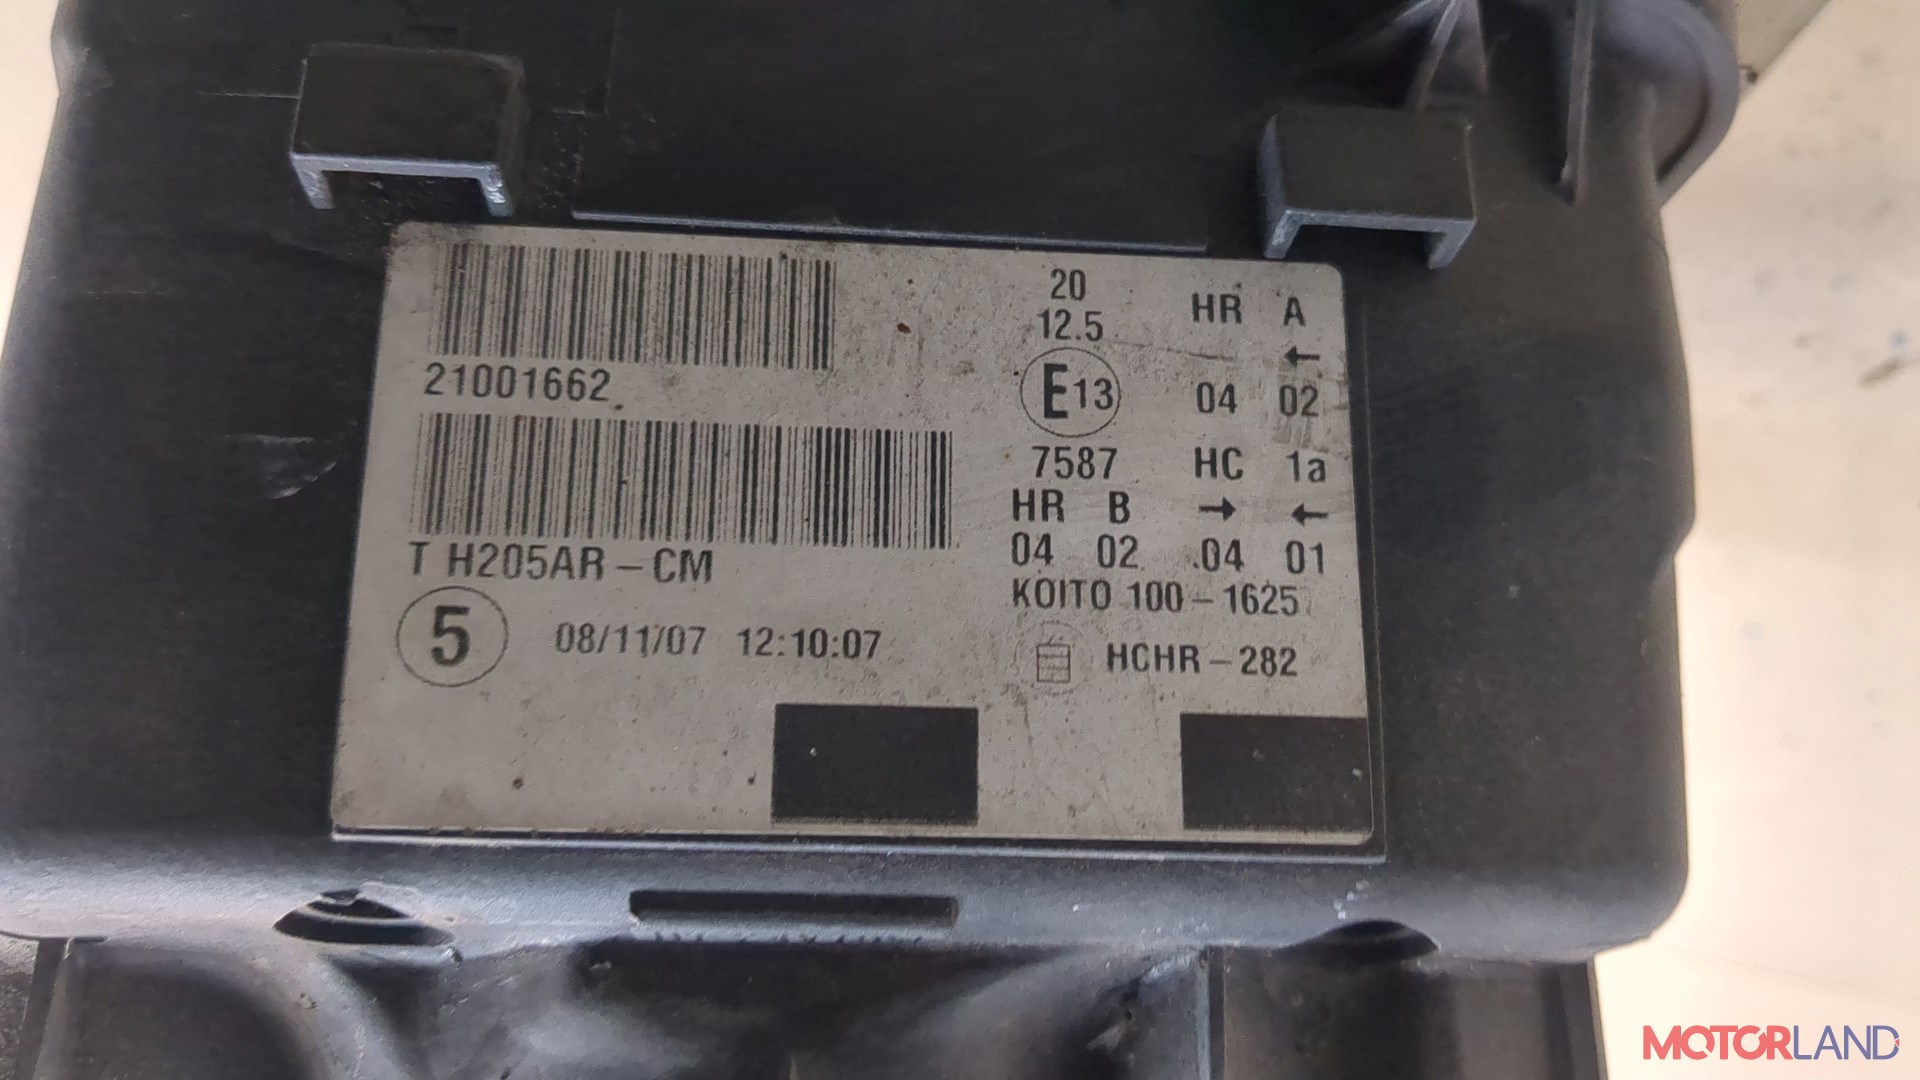 21001662
T H205AR-CM
5 08/11/07 12:10:07
20 HR A
12.5 ←
E13 04 02
7587 HC 1a
HR B → ←
04 02 .04 01
KOITO 100-1625
HCHR-282
MOTORLAND